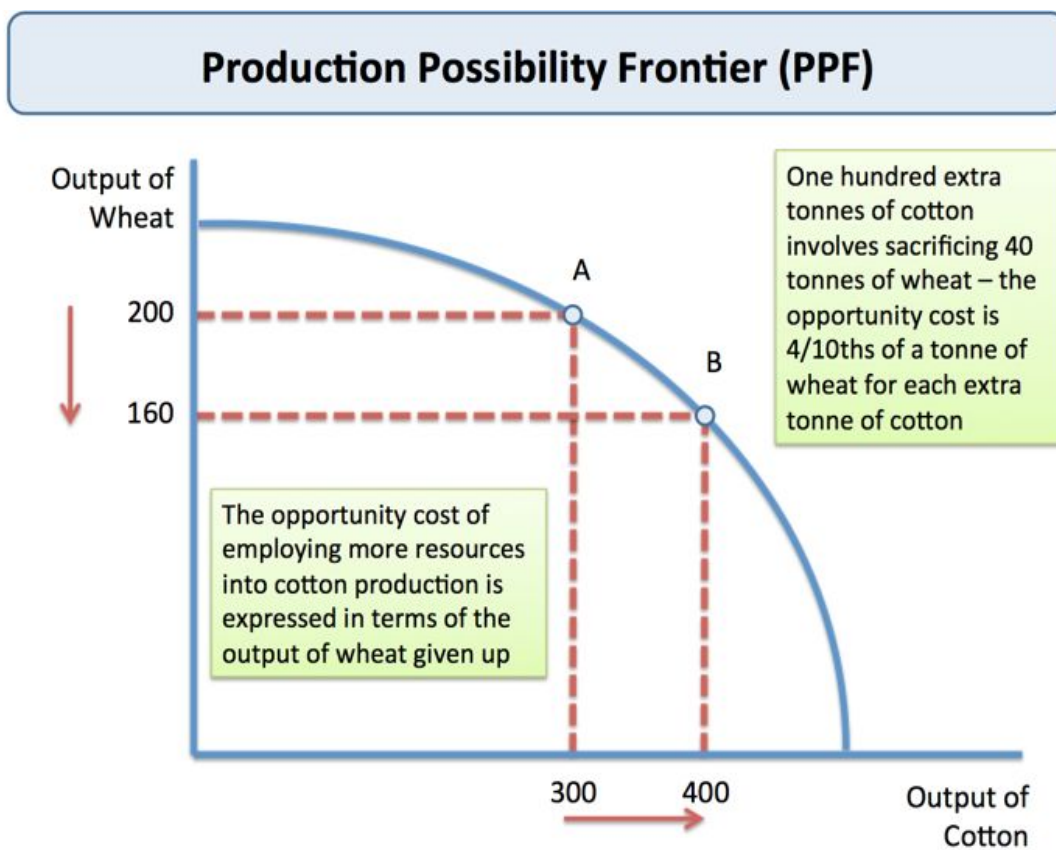 Production Possibility Frontier (PPF)
Output of
Wheat
200
160
A
B
One hundred extra
tonnes of cotton
involves sacrificing 40
tonnes of wheat – the
opportunity cost is
4/10ths of a tonne of
wheat for each extra
tonne of cotton
The opportunity cost of
employing more resources
into cotton production is
expressed in terms of the
output of wheat given up
300
400
Output of
Cotton